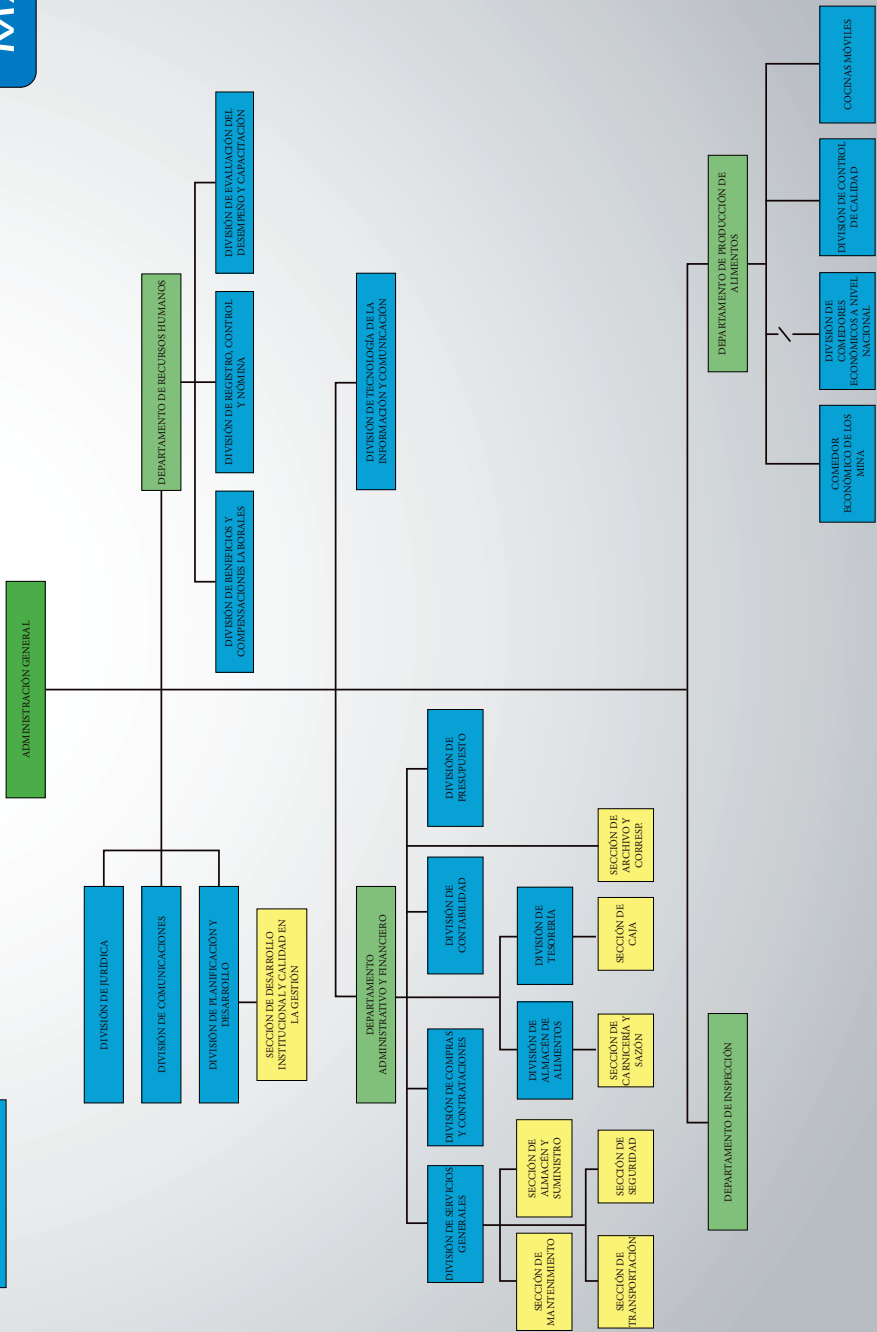 MA
ADMINISTRACIÓN GENERAL
DIVISIÓN DE JURÍDICA
DIVISIÓN DE COMUNICACIONES
DIVISIÓN DE PLANIFICACIÓN Y
DESARROLLO
SECCIÓN DE DESARROLLO
INSTITUCIONAL Y CALIDAD EN
LA GESTIÓN
DEPARTAMENTO DE RECURSOS HUMANOS
DIVISIÓN DE BENEFICIOS Y
COMPENSACIONES LABORALES
DIVISIÓN DE REGISTRO, CONTROL
Y NÓMINA
DIVISIÓN DE EVALUACIÓN DEL
DESEMPEÑO Y CAPACITACIÓN
DEPARTAMENTO
ADMINISTRATIVO Y FINANCIERO
DIVISIÓN DE TECNOLOGÍA DE LA
INFORMACIÓN Y COMUNICACIÓN
DIVISIÓN DE SERVICIOS
GENERALES
DIVISIÓN DE COMPRAS
Y CONTRATACIONES
DIVISIÓN DE
CONTABILIDAD
DIVISIÓN DE
PRESUPUESTO
SECCIÓN DE
MANTENIMIENTO
SECCIÓN DE
ALMACÉN Y
SUMINISTRO
DIVISIÓN DE
ALMACÉN DE
ALIMENTOS
DIVISIÓN DE
TESORERÍA
SECCIÓN DE
TRANSPORTACIÓN
SECCIÓN DE
SEGURIDAD
SECCIÓN DE
CARNICERÍA Y
SAZÓN
SECCIÓN DE
CAJA
SECCIÓN DE
ARCHIVO Y
CORRESP.
DEPARTAMENTO DE INSPECCIÓN
DEPARTAMENTO DE PRODUCCIÓN DE
ALIMENTOS
COMEDOR
ECONÓMICO DE LOS
MINA
DIVISIÓN DE
COMEDORES
ECONÓMICOS A NIVEL
NACIONAL
DIVISIÓN DE CONTROL
DE CALIDAD
COCINAS MÓVILES